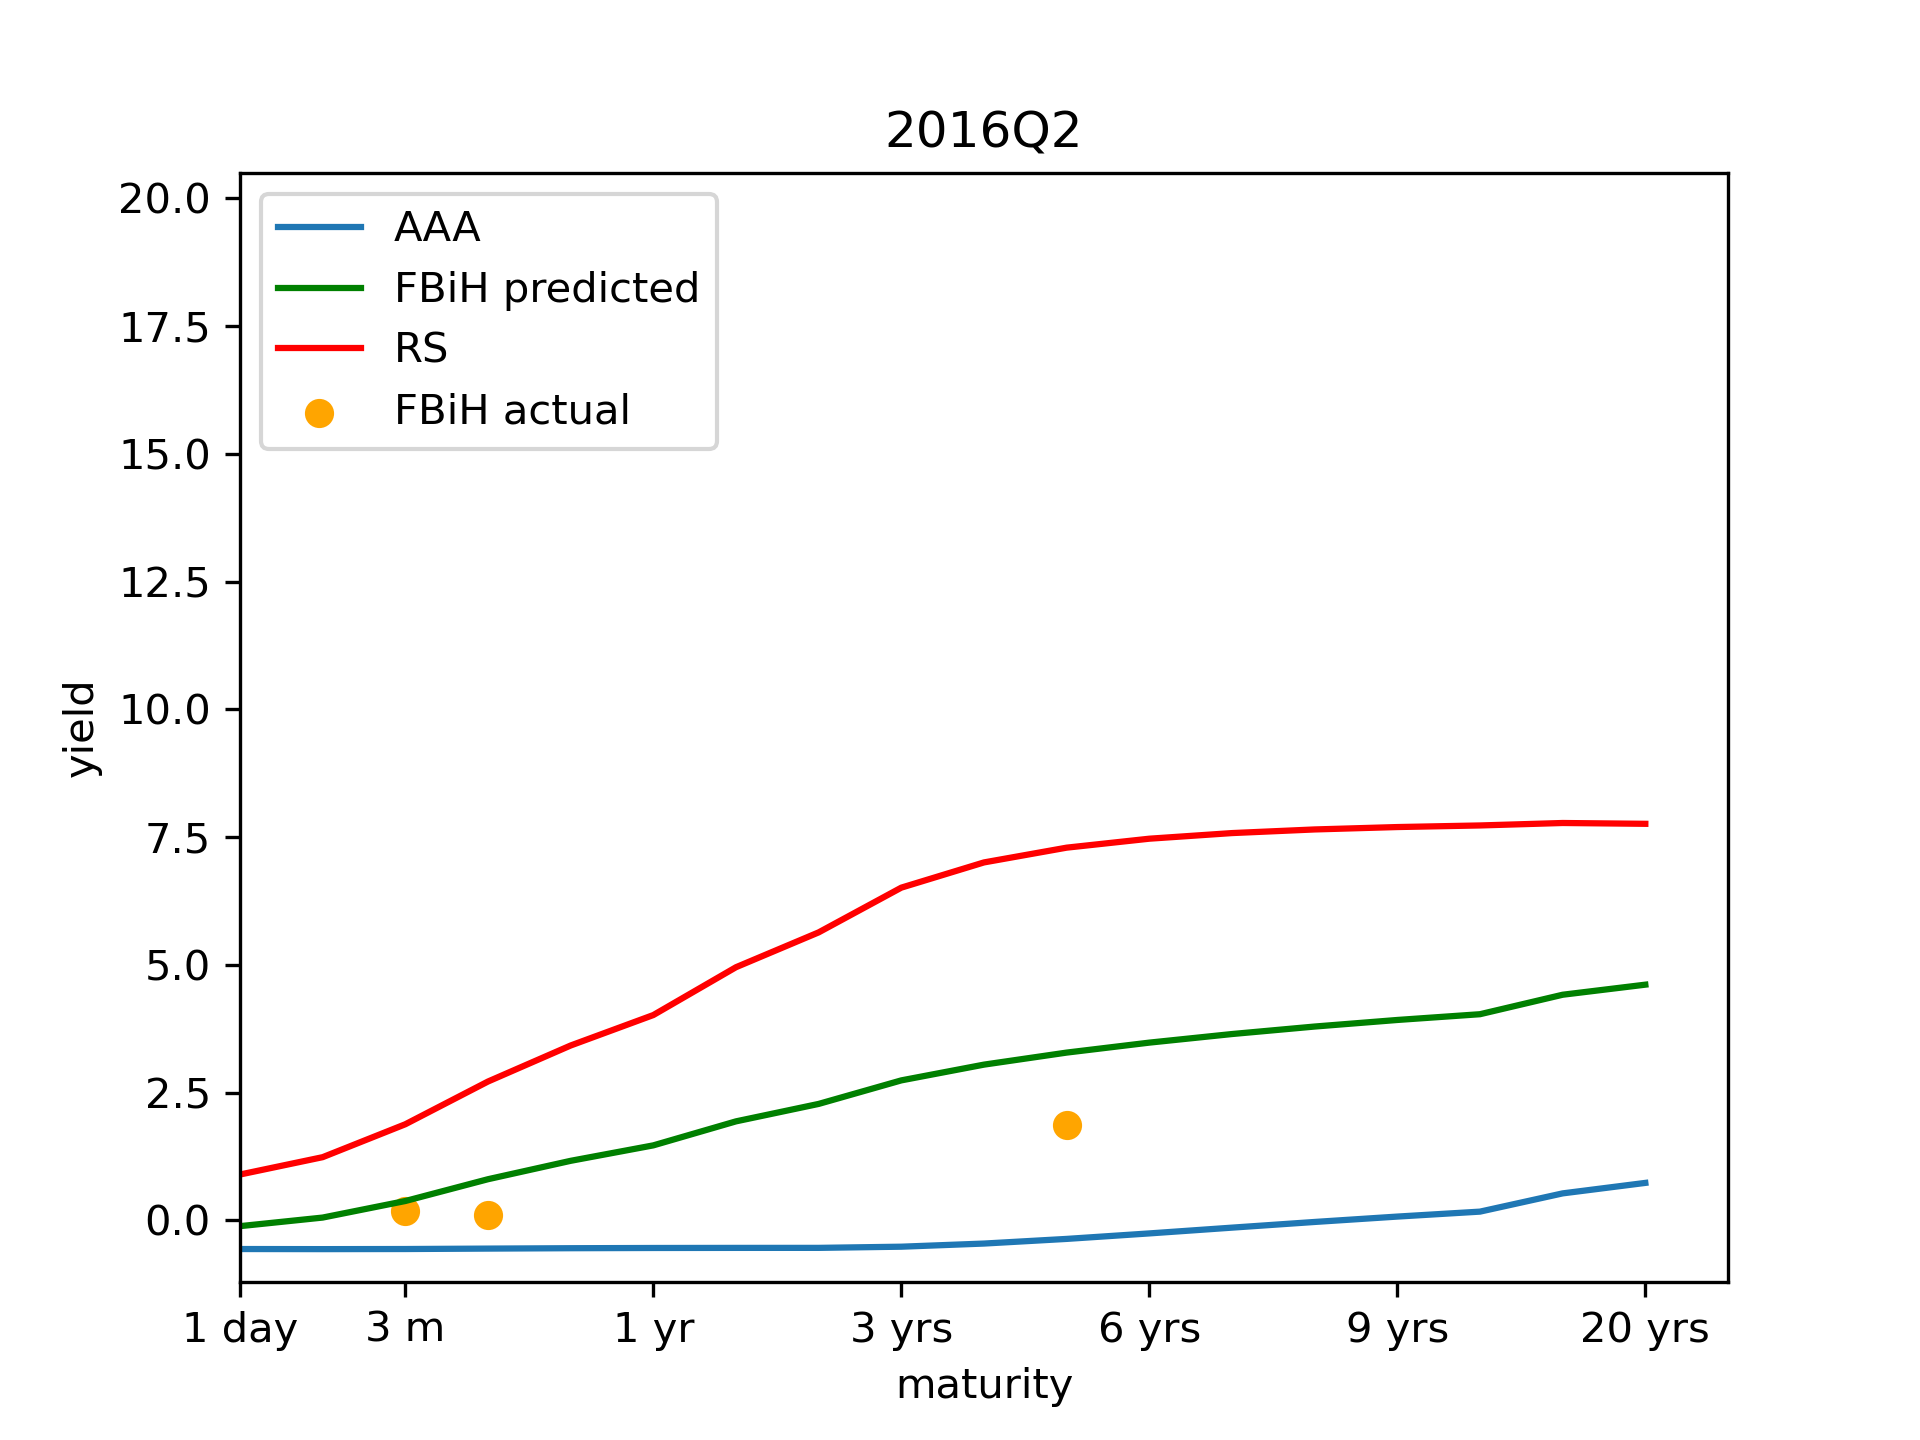 2016Q2
AAA
FBiH predicted
RS
FBiH actual
20.0
17.5
15.0
12.5
10.0
7.5
5.0
2.5
0.0
yield
1 day 3 m 1 yr 3 yrs 6 yrs 9 yrs 20 yrs
maturity